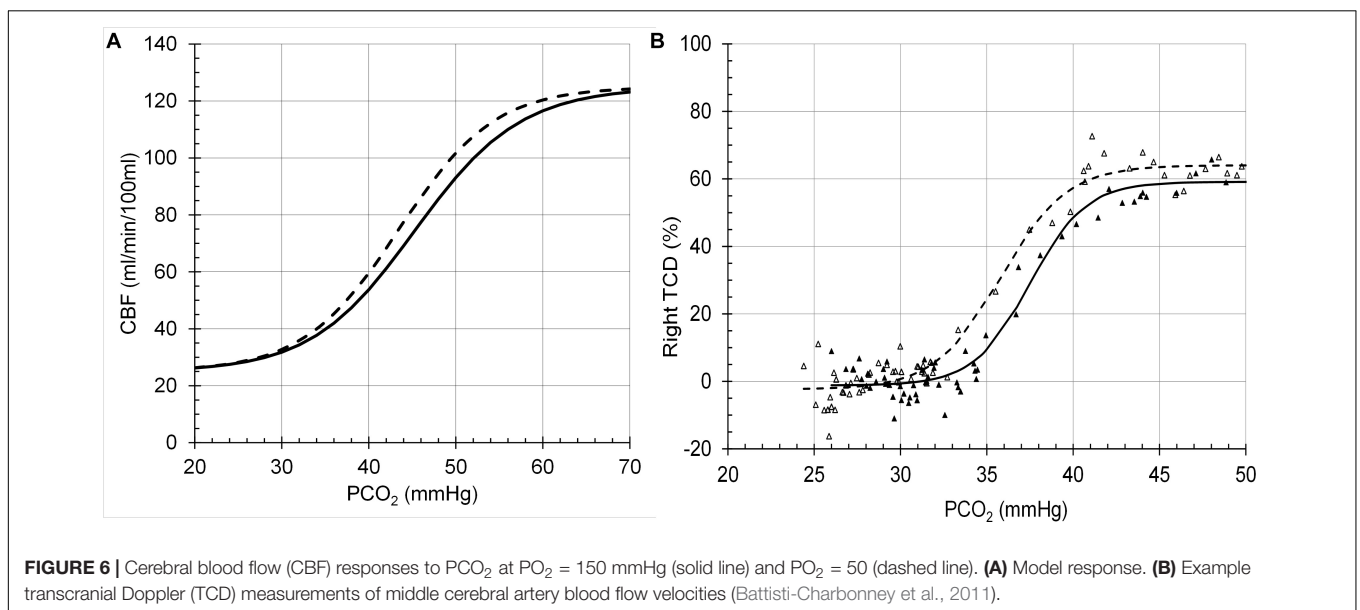 A
140
120
100
80
60
40
20
0
CBF (ml/min/100ml)
20 30 40 50 60 70
PCO₂ (mmHg)
B
100
80
60
40
20
0
-20
Right TCD (%)
20 25 30 35 40 45 50
PCO₂ (mmHg)
FIGURE 6 | Cerebral blood flow (CBF) responses to PCO₂ at PO₂ = 150 mmHg (solid line) and PO₂ = 50 (dashed line). (A) Model response. (B) Example
transcranial Doppler (TCD) measurements of middle cerebral artery blood flow velocities (Battisti-Charbonney et al., 2011).